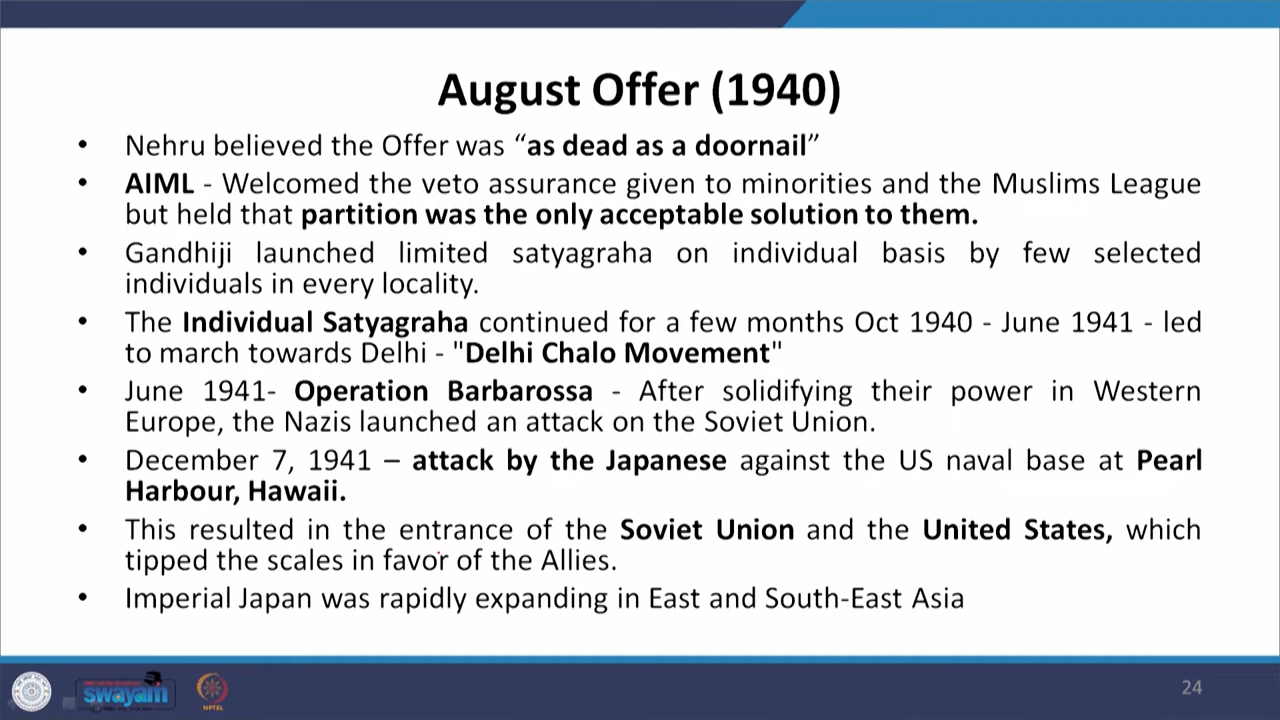 August Offer (1940)
• Nehru believed the Offer was “as dead as a doornail”
• AIML - Welcomed the veto assurance given to minorities and the Muslims League
but held that partition was the only acceptable solution to them.
• Gandhiji launched limited satyagraha on individual basis by few selected
individuals in every locality.
• The Individual Satyagraha continued for a few months Oct 1940 - June 1941 - led
to march towards Delhi - "Delhi Chalo Movement"
• June 1941- Operation Barbarossa - After solidifying their power in Western
Europe, the Nazis launched an attack on the Soviet Union.
• December 7, 1941 – attack by the Japanese against the US naval base at Pearl
Harbour, Hawaii.
• This resulted in the entrance of the Soviet Union and the United States, which
tipped the scales in favor of the Allies.
• Imperial Japan was rapidly expanding in East and South-East Asia
swayam
NPTEL
24